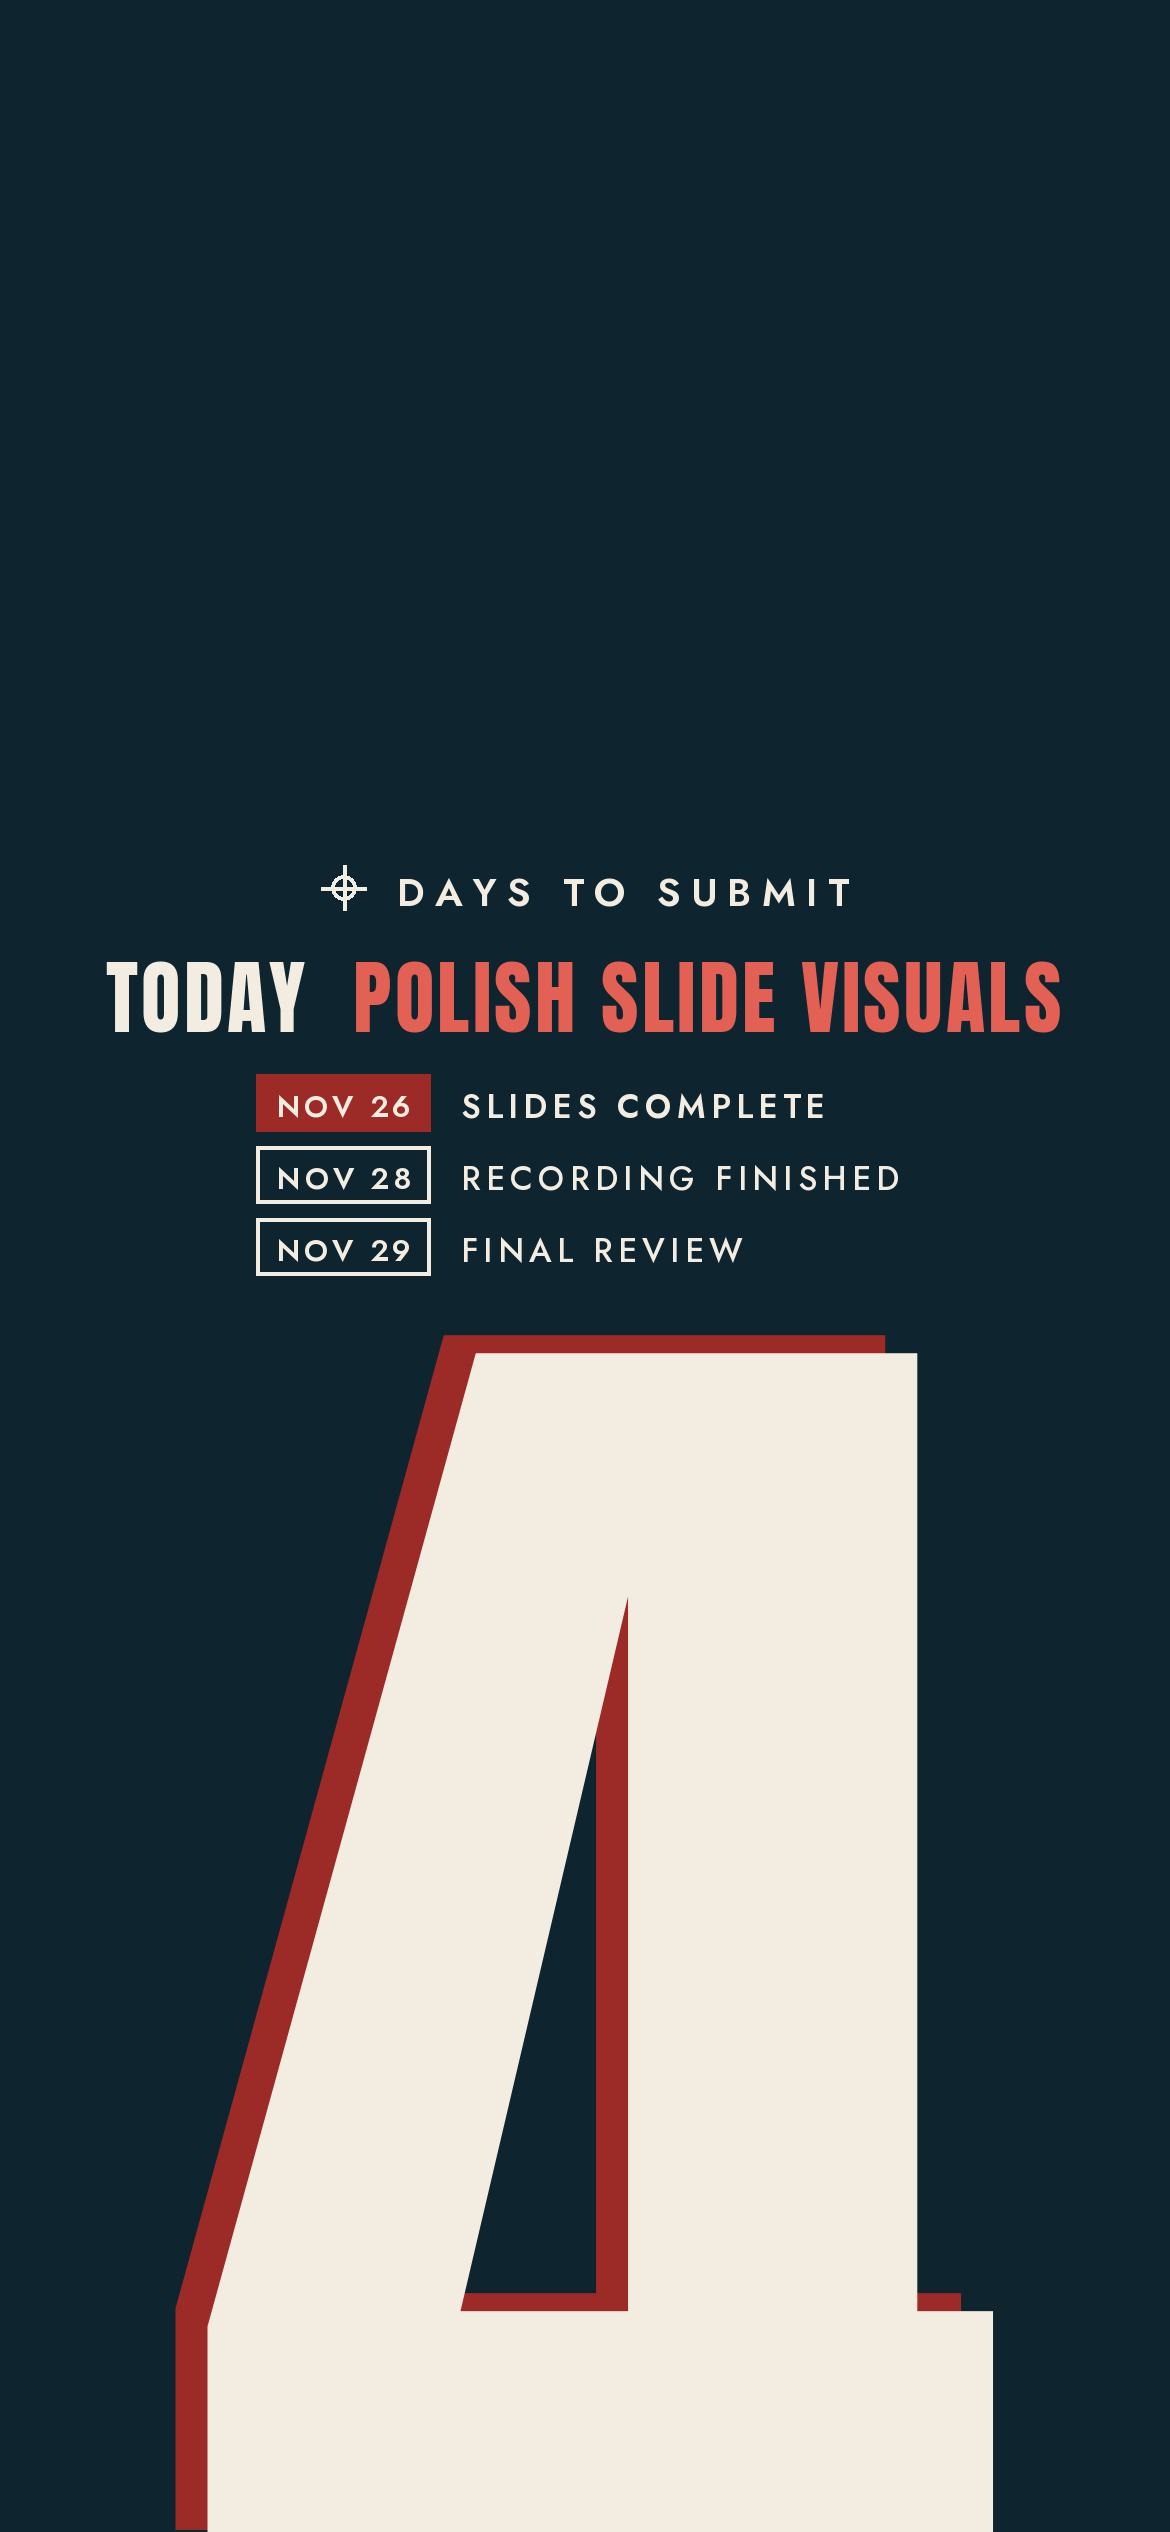 DAYS TO SUBMIT
TODAY POLISH SLIDE VISUALS
NOV 26 SLIDES COMPLETE
NOV 28 RECORDING FINISHED
NOV 29 FINAL REVIEW
4